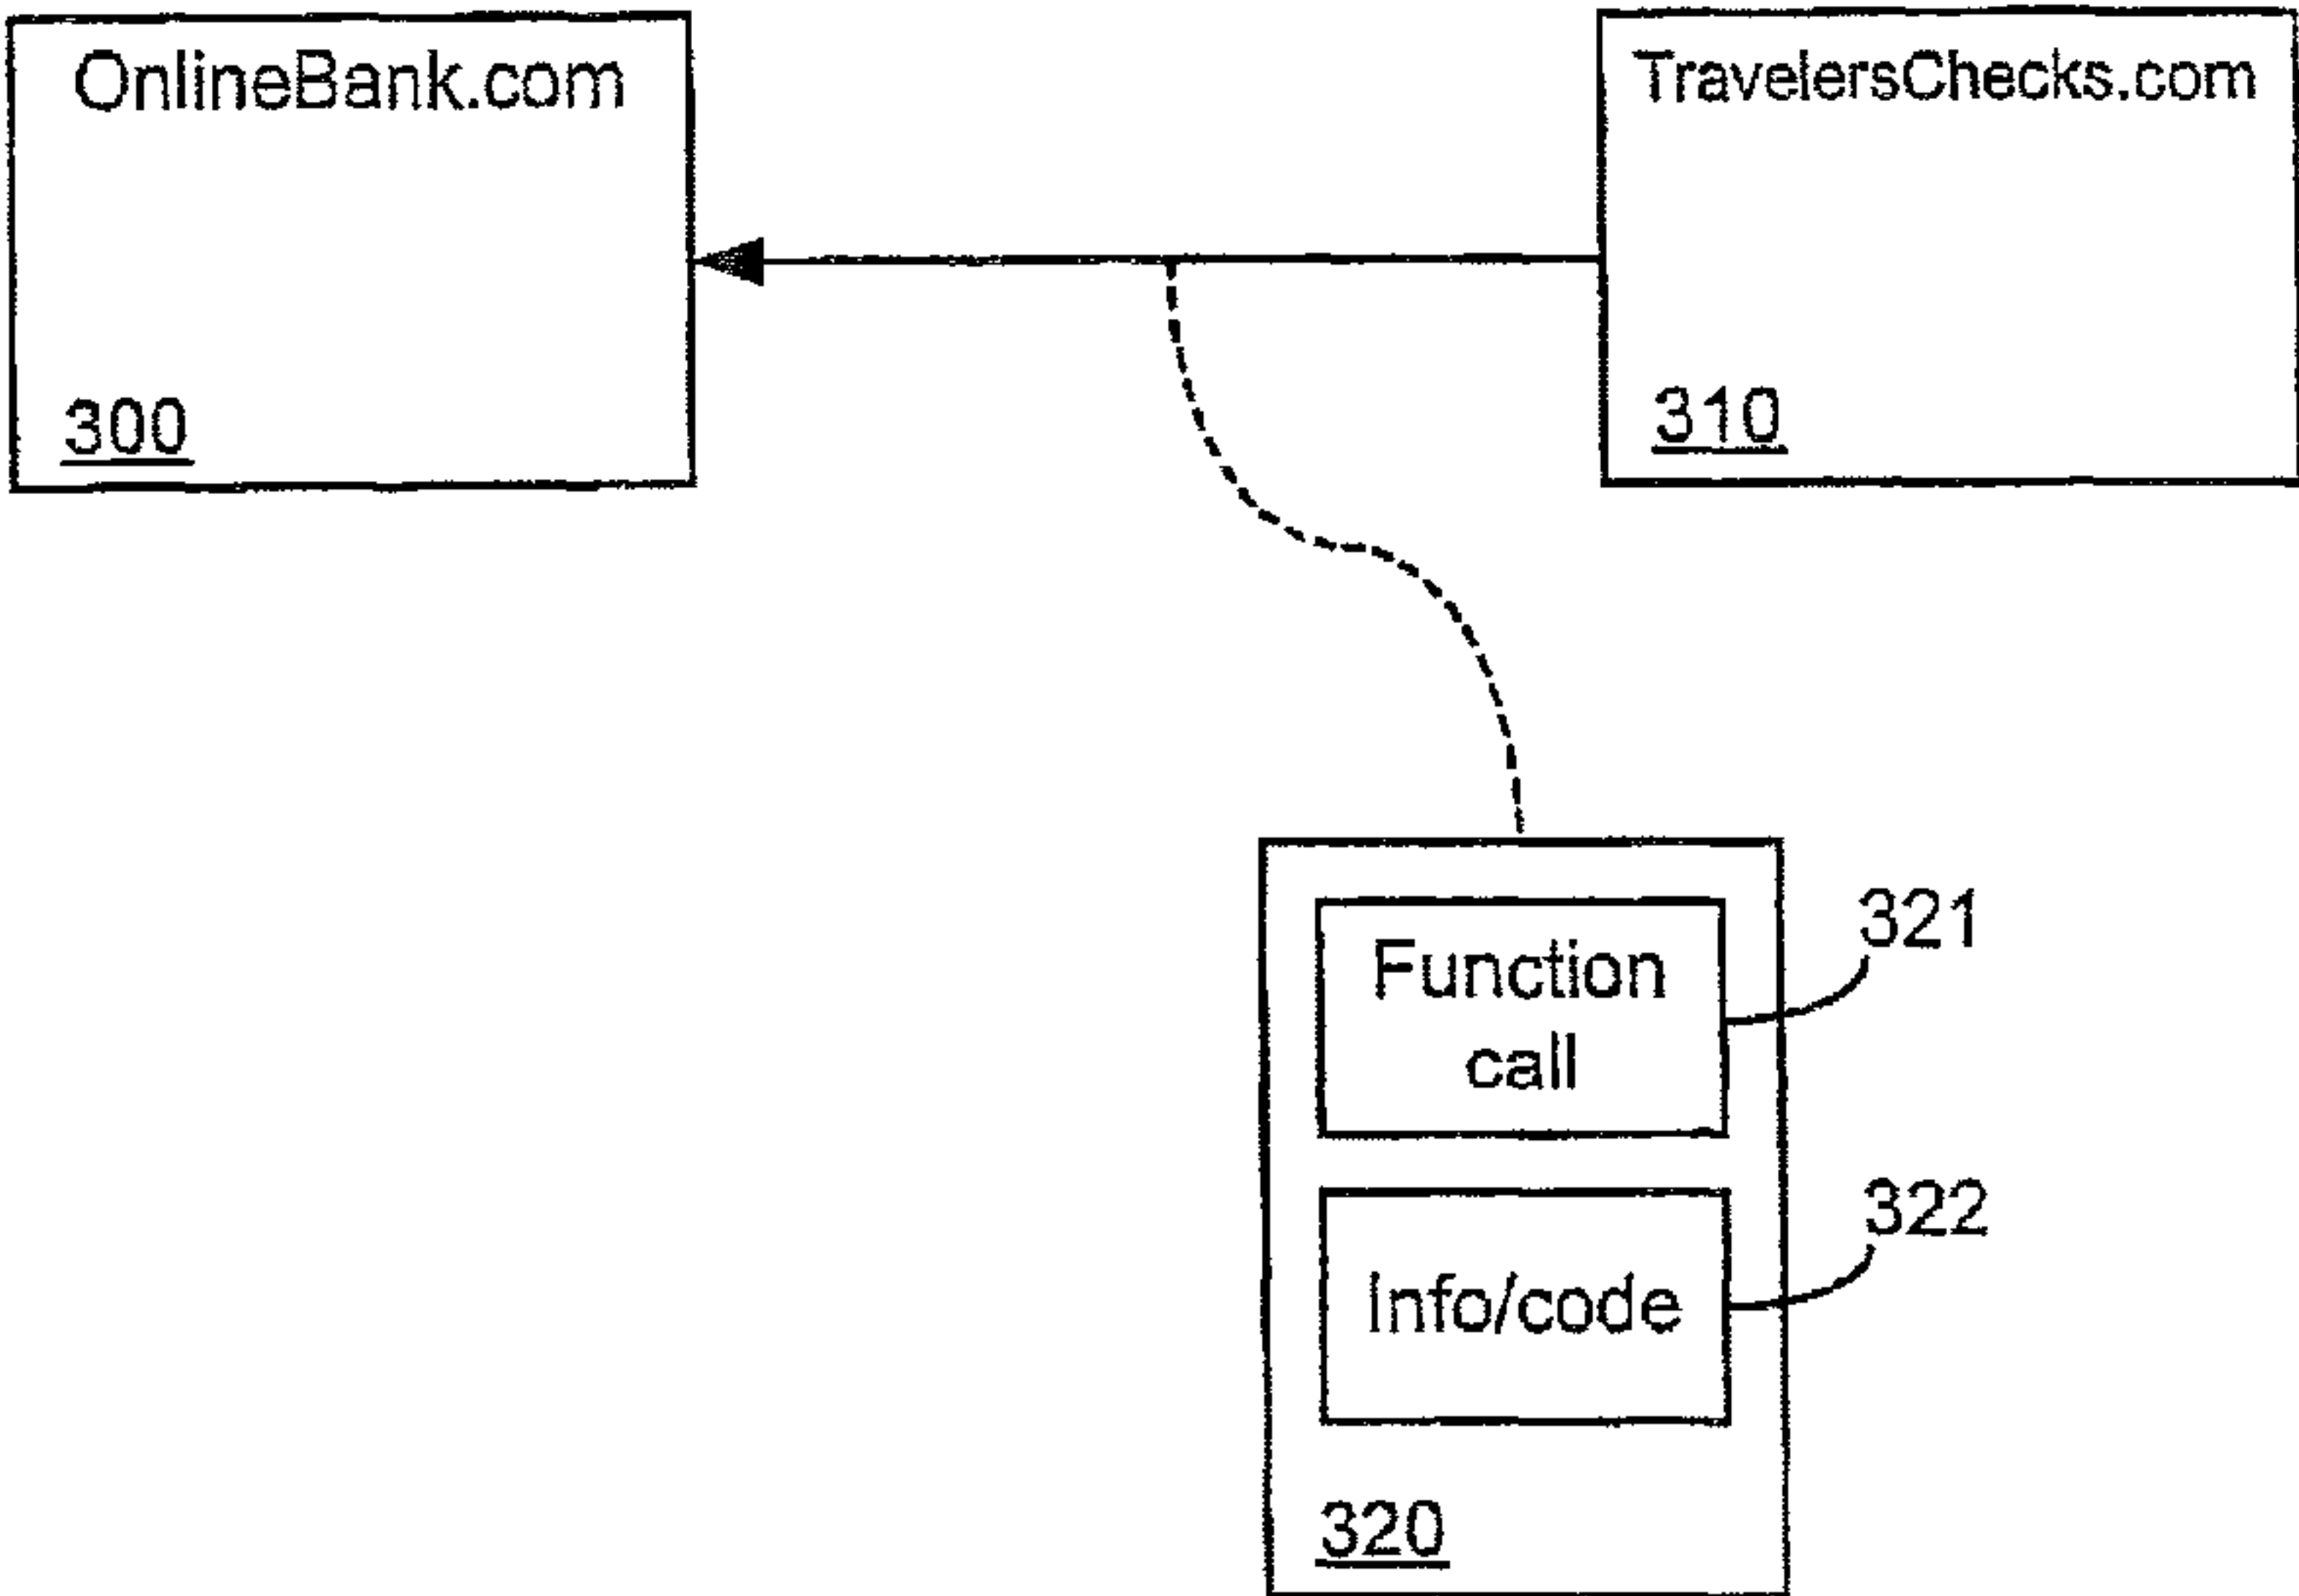 OnlineBank.com
300
TravelersChecks.com
310
Function
call
321
Info/code
322
320